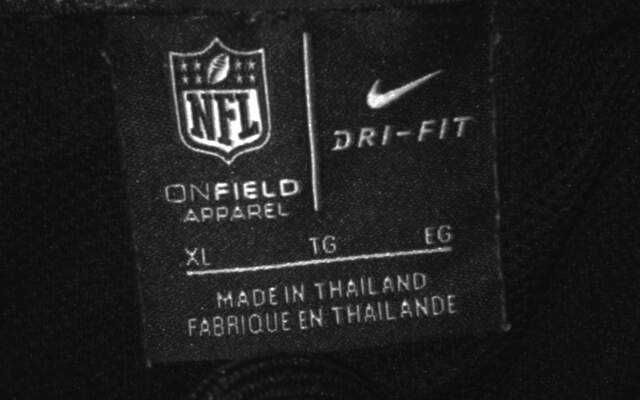 NFL
ONFIELD
APPAREL
DRI-FIT
XL TG EG
MADE IN THAILAND
FABRIQUE EN THAILANDE